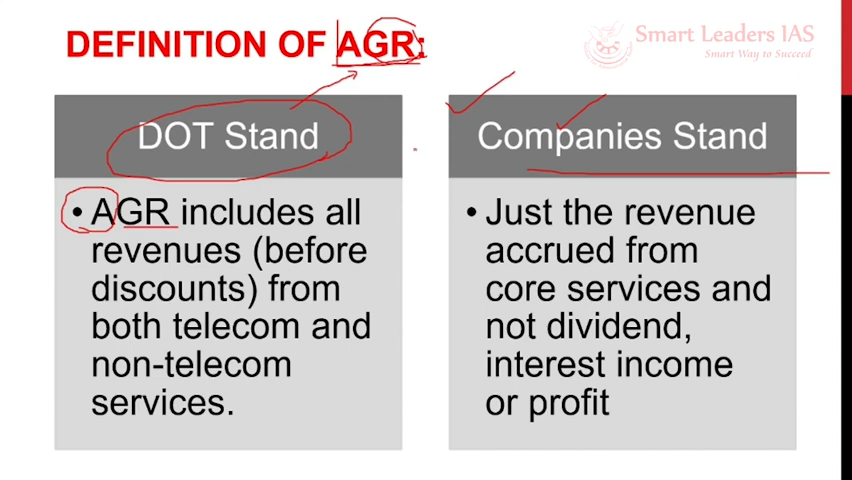 DEFINITION OF AGR:
Smart Leaders IAS
Smart Way to Succeed
DOT Stand
• AGR includes all
revenues (before
discounts) from
both telecom and
non-telecom
services.
Companies Stand
• Just the revenue
accrued from
core services and
not dividend,
interest income
or profit